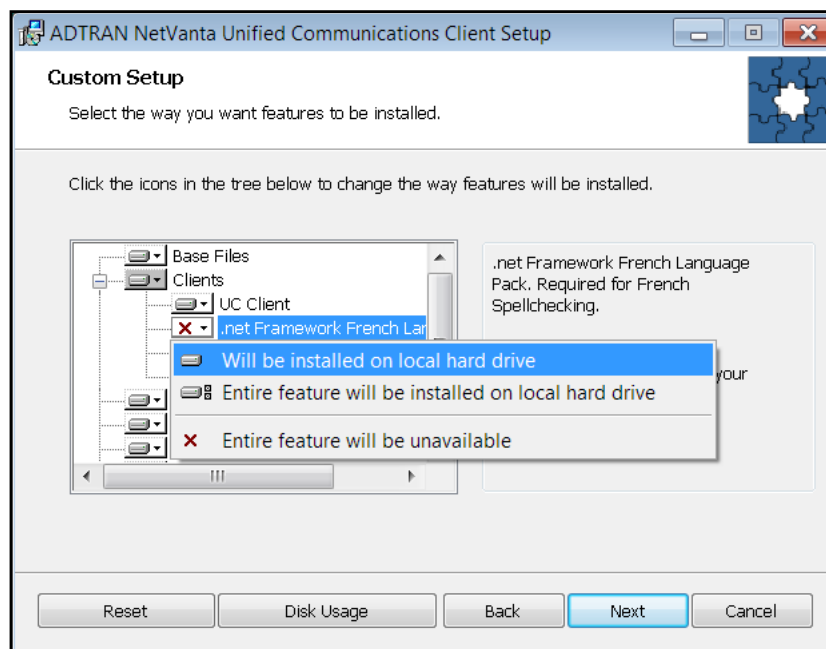 ADTRAN NetVanta Unified Communications Client Setup
Custom Setup
Select the way you want features to be installed.
Click the icons in the tree below to change the way features will be installed.
Base Files
Clients
UC Client
.net Framework French Lar
.net Framework French Language
Pack. Required for French
Spellchecking.
your
Will be installed on local hard drive
Entire feature will be installed on local hard drive
Entire feature will be unavailable
Reset
Disk Usage
Back
Next
Cancel